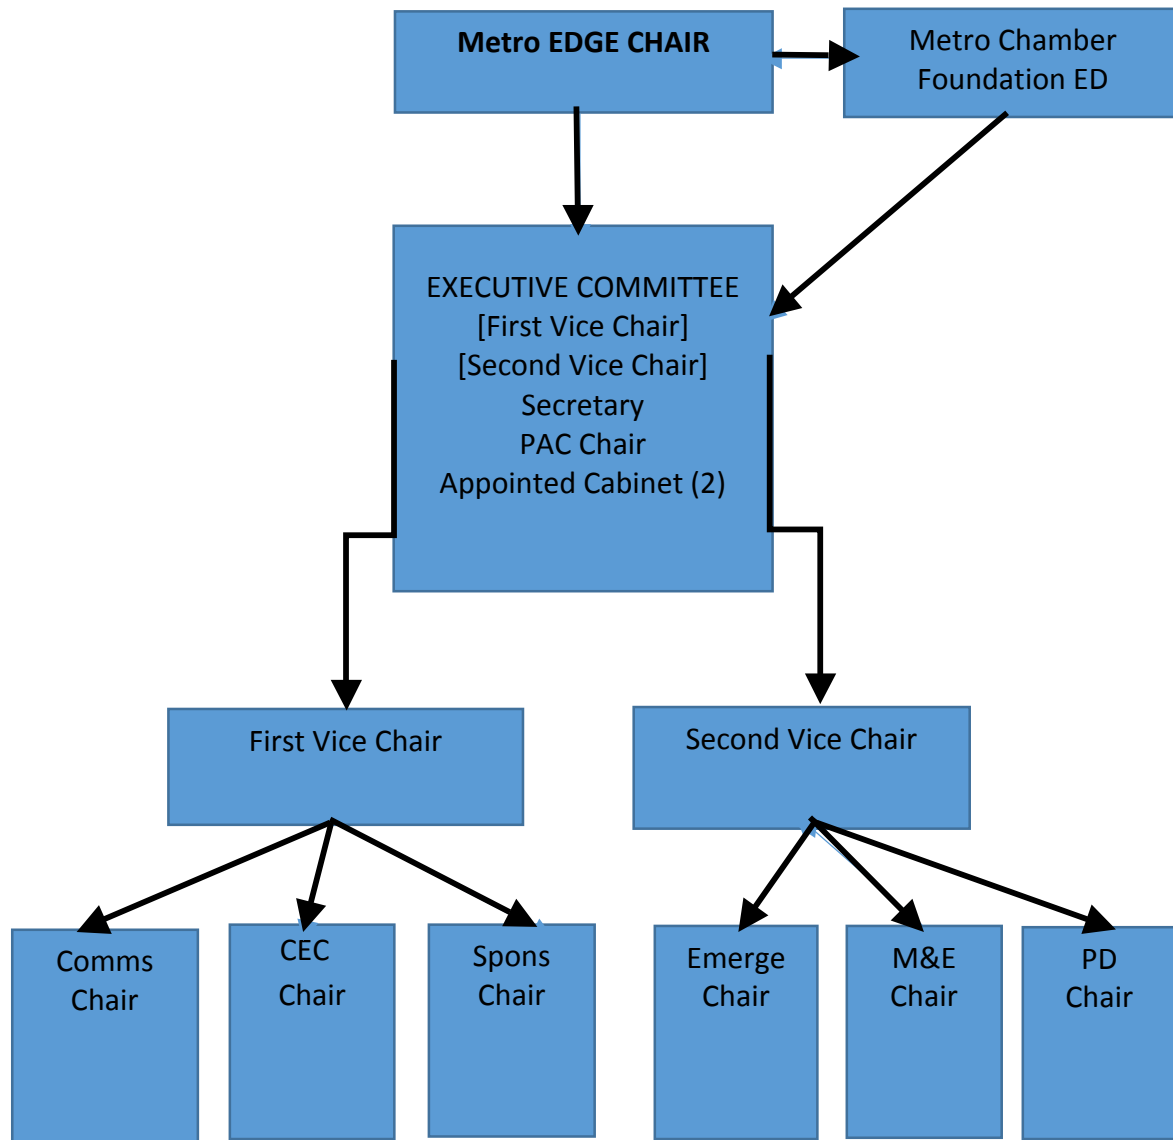 Metro EDGE CHAIR
Metro Chamber
Foundation ED
EXECUTIVE COMMITTEE
[First Vice Chair]
[Second Vice Chair]
Secretary
PAC Chair
Appointed Cabinet (2)
First Vice Chair
Second Vice Chair
Comms
Chair
CEC
Chair
Spons
Chair
Emerge
Chair
M&E
Chair
PD
Chair